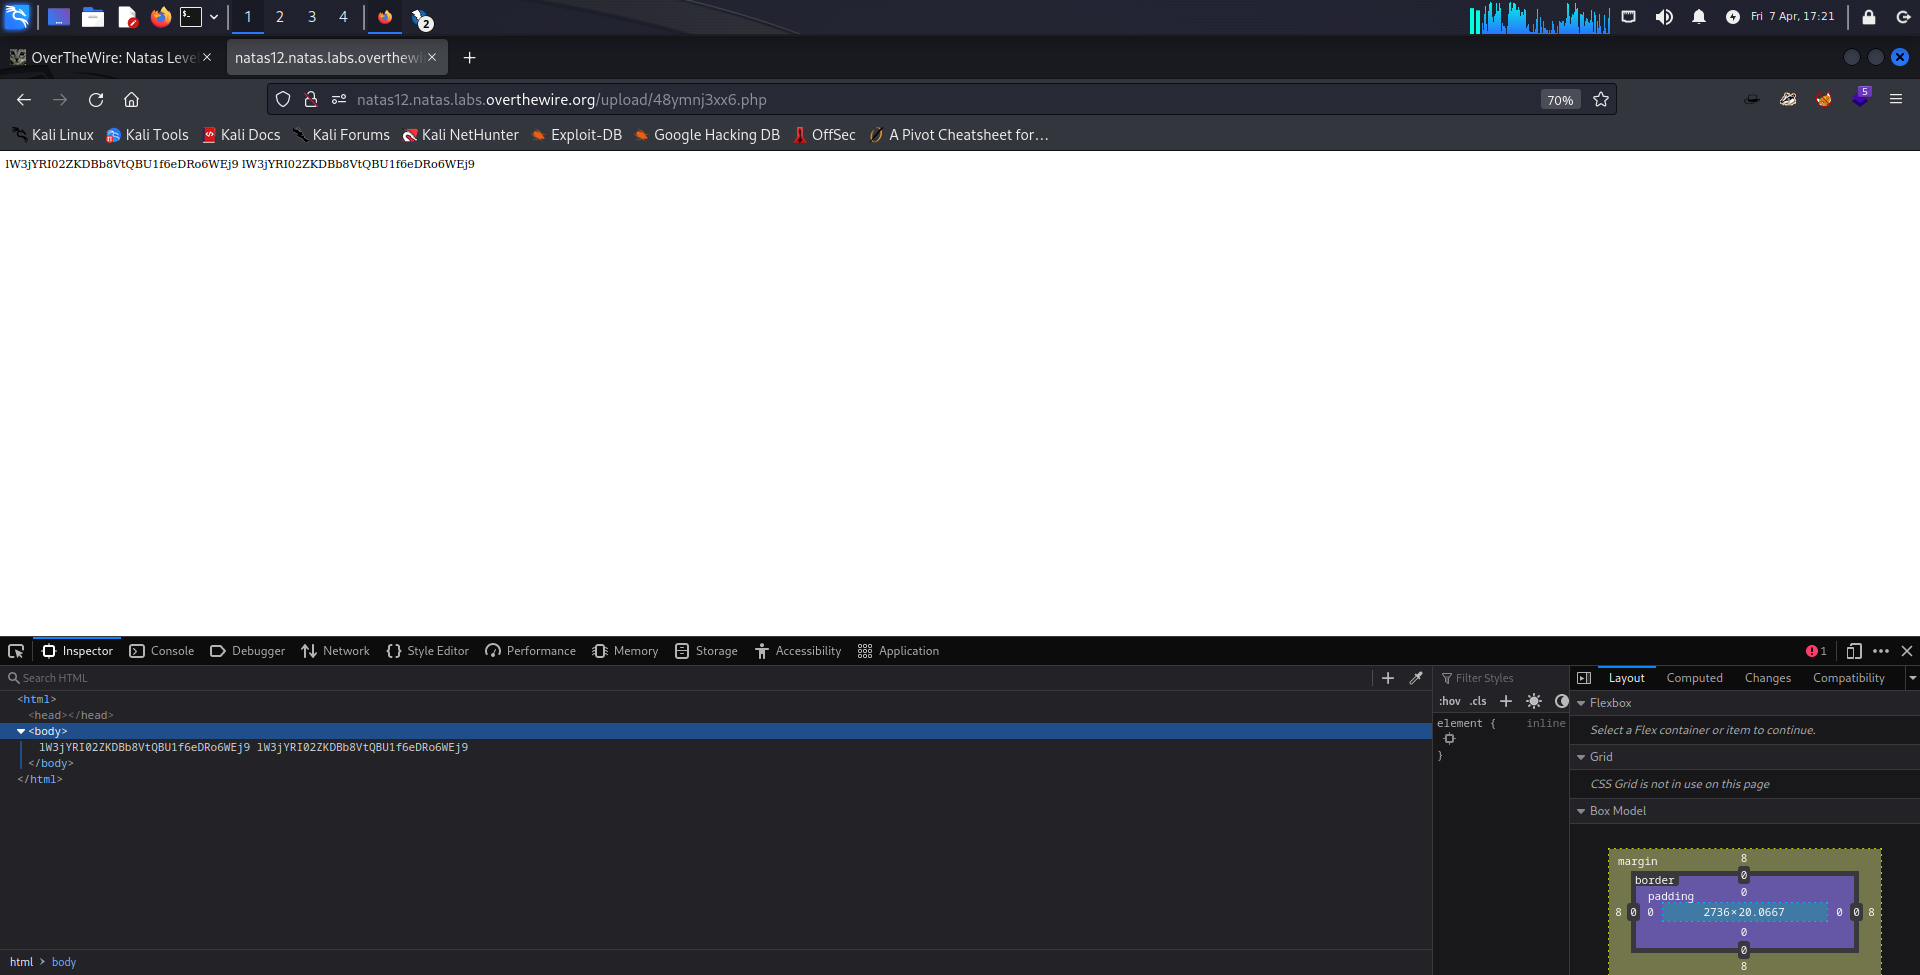 1 2 3 4 2 Fri 7 Apr, 17:21
OverTheWire: Natas Leve natas12.natas.labs.overthewi
natas12.natas.labs.overthewire.org/upload/48ymnj3xx6.php 70% 5
Kali Linux Kali Tools Kali Docs Kali Forums Kali NetHunter Exploit-DB Google Hacking DB OffSec A Pivot Cheatsheet for…
lW3jYRI02ZKDBb8VtQBU1f6eDRo6WEj9 lW3jYRI02ZKDBb8VtQBU1f6eDRo6WEj9
Inspector Console Debugger Network Style Editor Performance Memory Storage Accessibility Application 1
Search HTML Filter Styles Layout Computed Changes Compatibility
<html>
<head></head>
<body>
lW3jYRI02ZKDBb8VtQBU1f6eDRo6WEj9 lW3jYRI02ZKDBb8VtQBU1f6eDRo6WEj9
</body>
</html>
:hov .cls
element { inline
}
Flexbox
Select a Flex container or item to continue.
Grid
CSS Grid is not in use on this page
Box Model
margin 8
border 0
padding 0
8 0 0 2736×20.0667 0 0 8
0
0
8
html > body